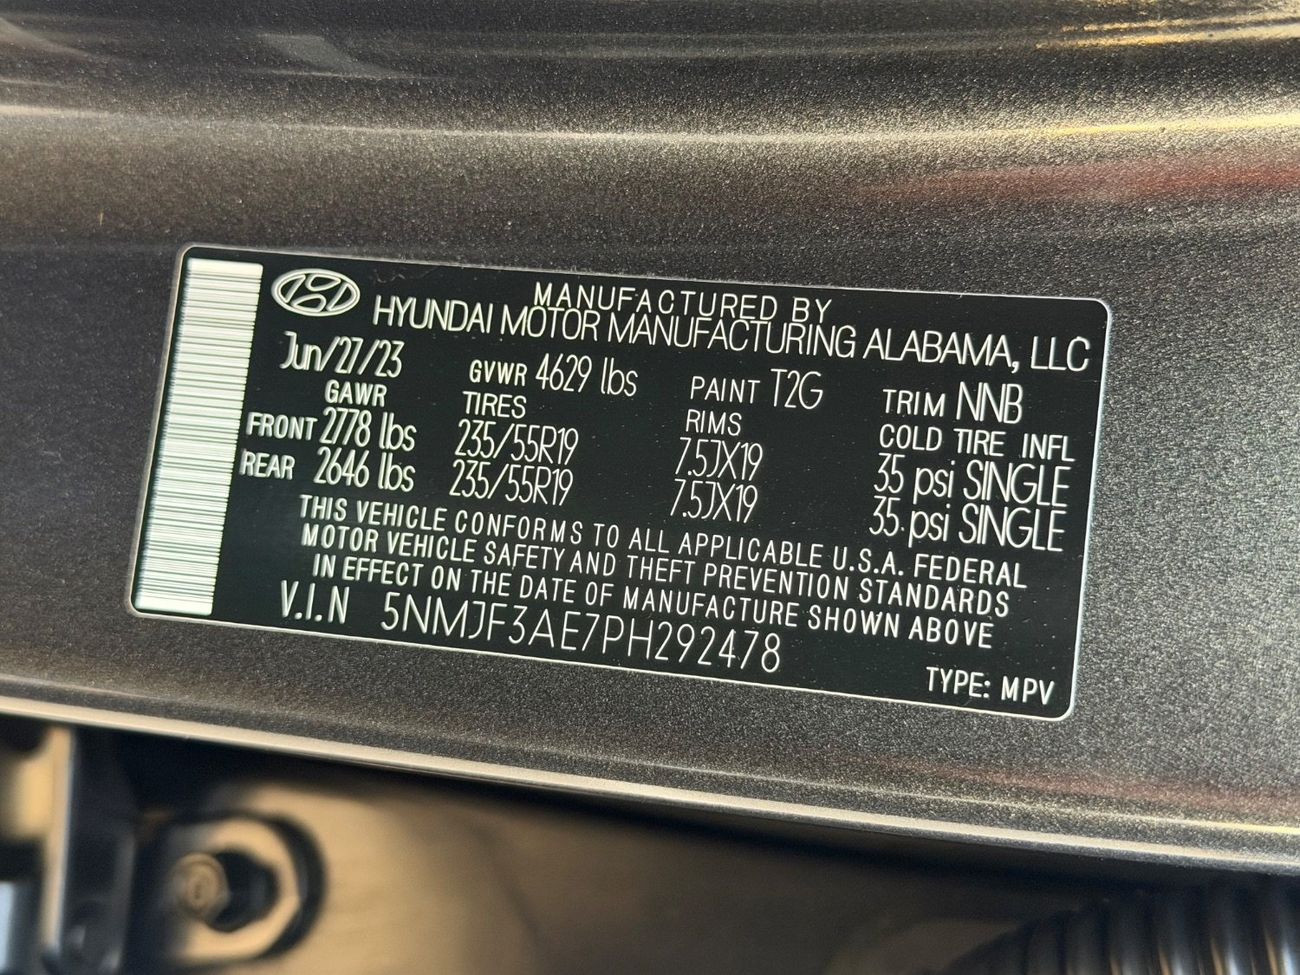 MANUFACTURED BY
HYUNDAI MOTOR MANUFACTURING ALABAMA, LLC
Jun/27/23 GVWR 4629 lbs PAINT T2G TRIM NNB
GAWR TIRES RIMS COLD TIRE INFL
FRONT 2778 lbs 235/55R19 7.5JX19 35 psi SINGLE
REAR 2646 lbs 235/55R19 7.5JX19 35 psi SINGLE
THIS VEHICLE CONFORMS TO ALL APPLICABLE U.S.A. FEDERAL
MOTOR VEHICLE SAFETY AND THEFT PREVENTION STANDARDS
IN EFFECT ON THE DATE OF MANUFACTURE SHOWN ABOVE
V.I.N 5NMJF3AE7PH292478
TYPE: MPV